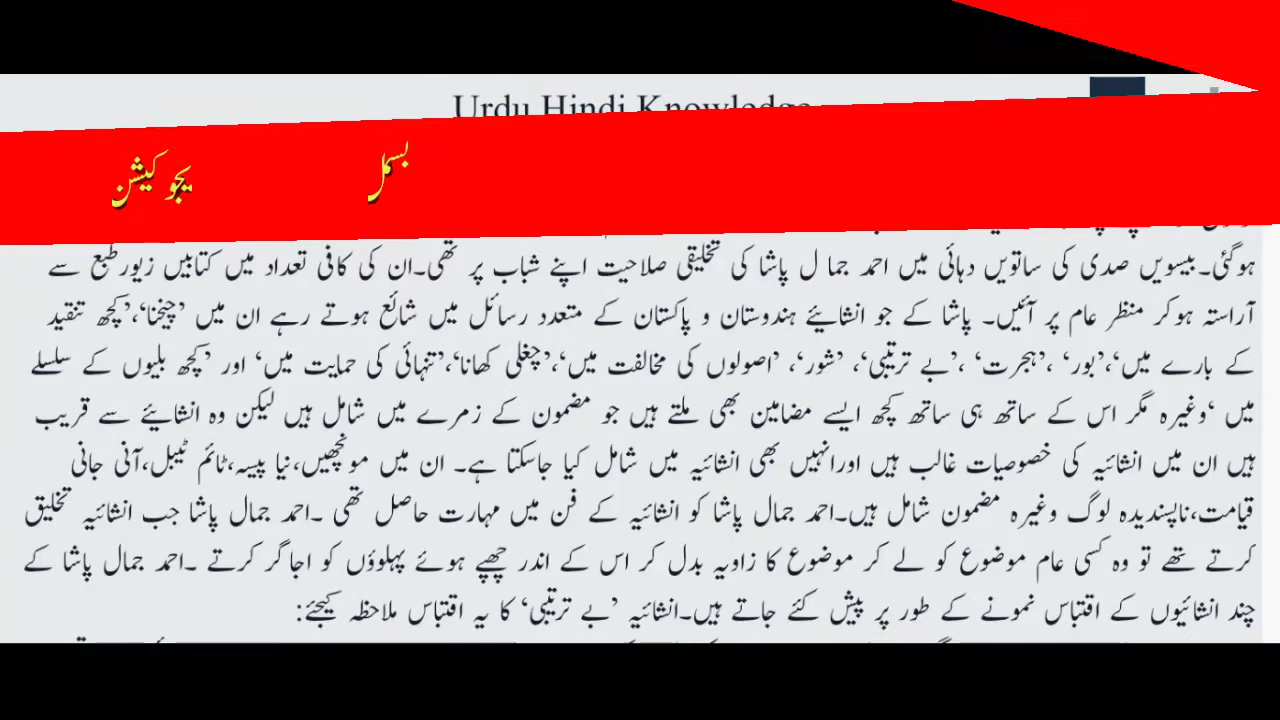 Urdu Hindi Knowledge
بسمل یجوکیشن
ہوگئی۔بیسویں صدی کی ساتویں دہائی میں احمد جما ل پاشا کی تخلیقی صلاحیت اپنے شباب پر تھی۔ان کی کافی تعداد میں کتابیں زیورطبع سے
آراستہ ہوکر منظر عام پر آئیں۔ پاشا کے جو انشایئے ہندوستان و پاکستان کے متعدد رسائل میں شائع ہوتے رہے ان میں ’چیخنا‘،’کچھ تنقید
کے بارے میں‘،’بور‘ ،’ہجرت‘ ،’بے ترتیبی‘، ’شور‘، ’اصولوں کی مخالفت میں‘،’چغلی کھانا‘،’تنہائی کی حمایت میں‘ اور ’کچھ بلیوں کے سلسلے
میں ‘وغیرہ مگر اس کے ساتھ ہی ساتھ کچھ ایسے مضامین بھی ملتے ہیں جو مضمون کے زمرے میں شامل ہیں لیکن وہ انشایئے سے قریب
ہیں ان میں انشائیہ کی خصوصیات غالب ہیں اورانہیں بھی انشائیہ میں شامل کیا جاسکتا ہے۔ ان میں مونچھیں،نیا پیسہ،ٹائم ٹیبل،آنی جانی
قیامت،ناپسندیدہ لوگ وغیرہ مضمون شامل ہیں۔احمد جمال پاشا کو انشائیہ کے فن میں مہارت حاصل تھی ۔احمد جمال پاشا جب انشائیہ تخلیق
کرتے تھے تو وہ کسی عام موضوع کو لے کر موضوع کا زاویہ بدل کر اس کے اندر چھپے ہوئے پہلوؤں کو اجاگر کرتے ۔احمد جمال پاشا کے
چند انشائیوں کے اقتباس نمونے کے طور پر پیش کئے جاتے ہیں۔انشائیہ ’بے ترتیبی‘ کا یہ اقتباس ملاحظہ کیجئے: